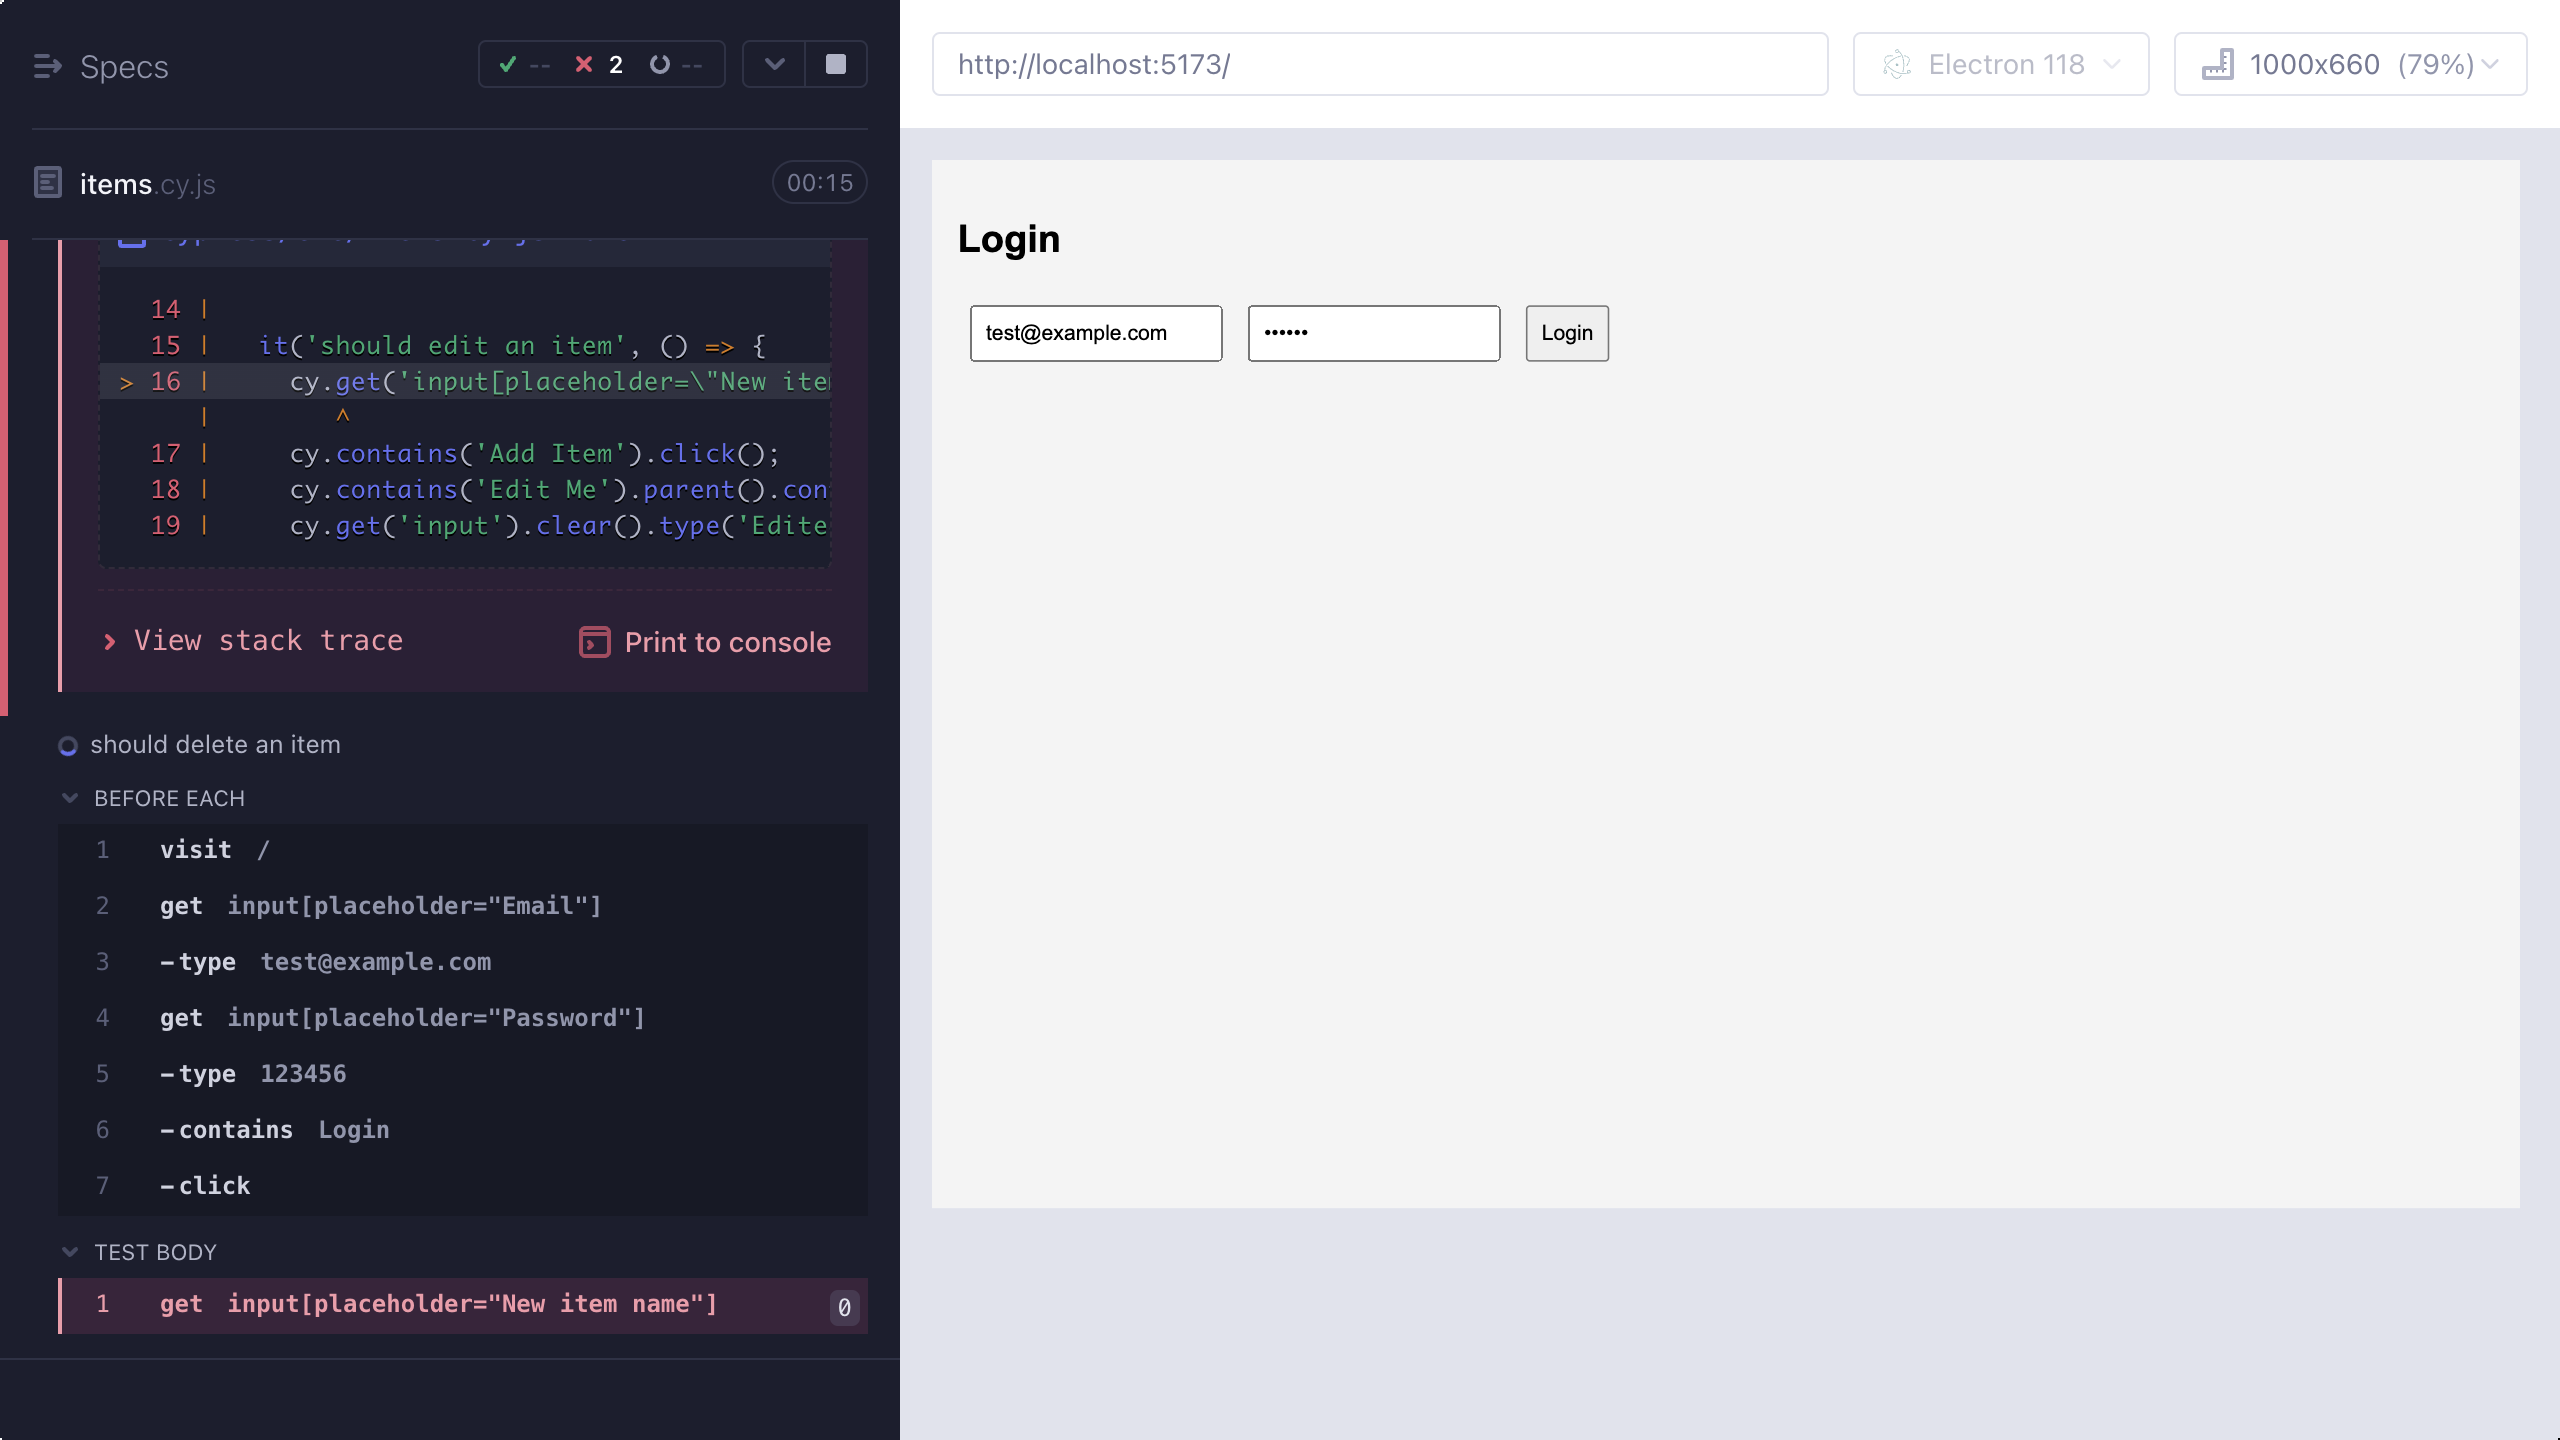 Specs
-- 2 --
items.cy.js
00:15
14 |
15 | it('should edit an item', () => {
> 16 | cy.get('input[placeholder=\"New item
| ^
17 | cy.contains('Add Item').click();
18 | cy.contains('Edit Me').parent().con
19 | cy.get('input').clear().type('Edite
View stack trace
Print to console
should delete an item
BEFORE EACH
1 visit /
2 get input[placeholder="Email"]
3 -type test@example.com
4 get input[placeholder="Password"]
5 -type 123456
6 -contains Login
7 -click
TEST BODY
1 get input[placeholder="New item name"] 0
http://localhost:5173/
Electron 118
1000x660 (79%)
Login
test@example.com
••••••
Login